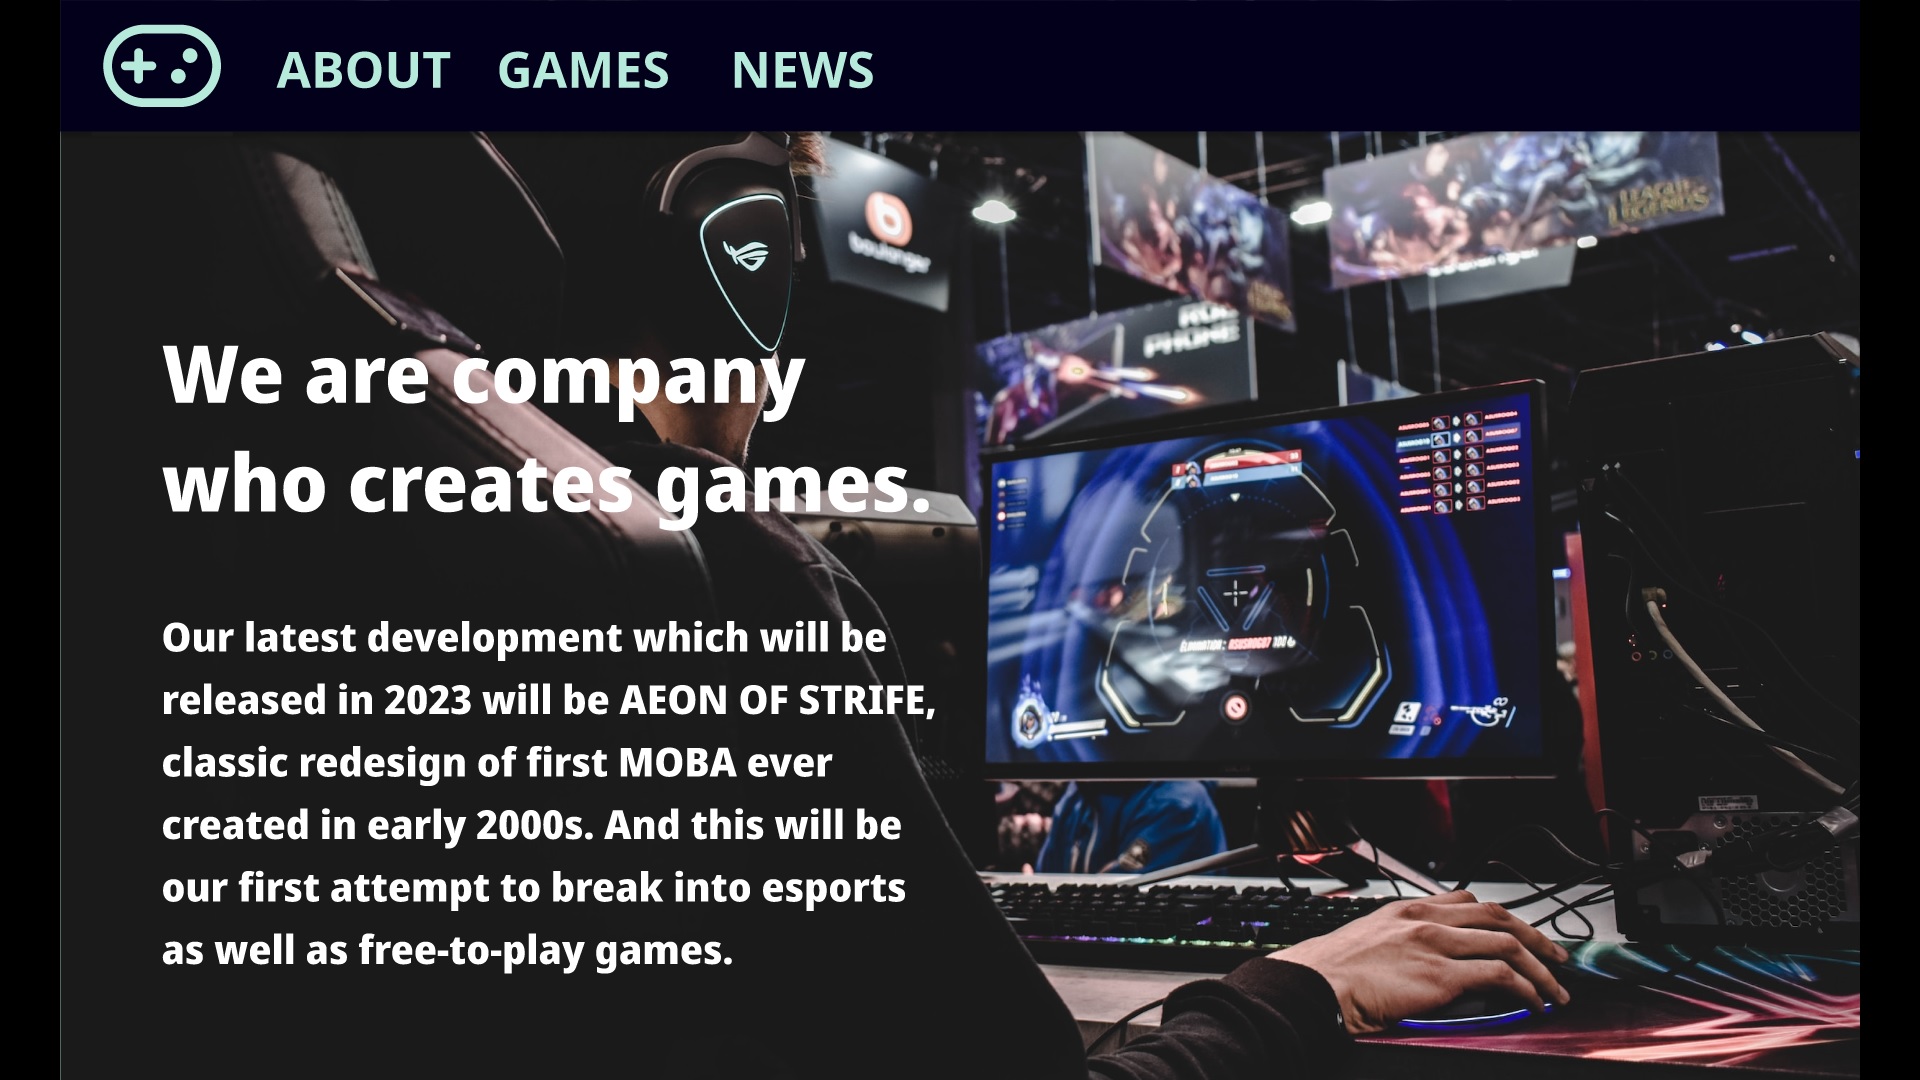 ABOUT GAMES NEWS
boulanger
LEAGUE OF LEGENDS
ROG PHONE
We are company
who creates games.
Our latest development which will be
released in 2023 will be AEON OF STRIFE,
classic redesign of first MOBA ever
created in early 2000s. And this will be
our first attempt to break into esports
as well as free-to-play games.